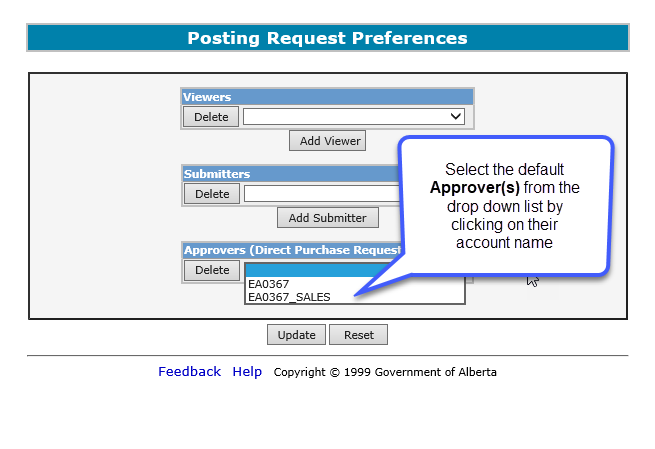 Posting Request Preferences
Viewers
Delete
Add Viewer
Submitters
Delete
Add Submitter
Approvers (Direct Purchase Request
Delete
EA0367
EA0367_SALES
Select the default
Approver(s) from the
drop down list by
clicking on their
account name
Update Reset
Feedback Help Copyright © 1999 Government of Alberta